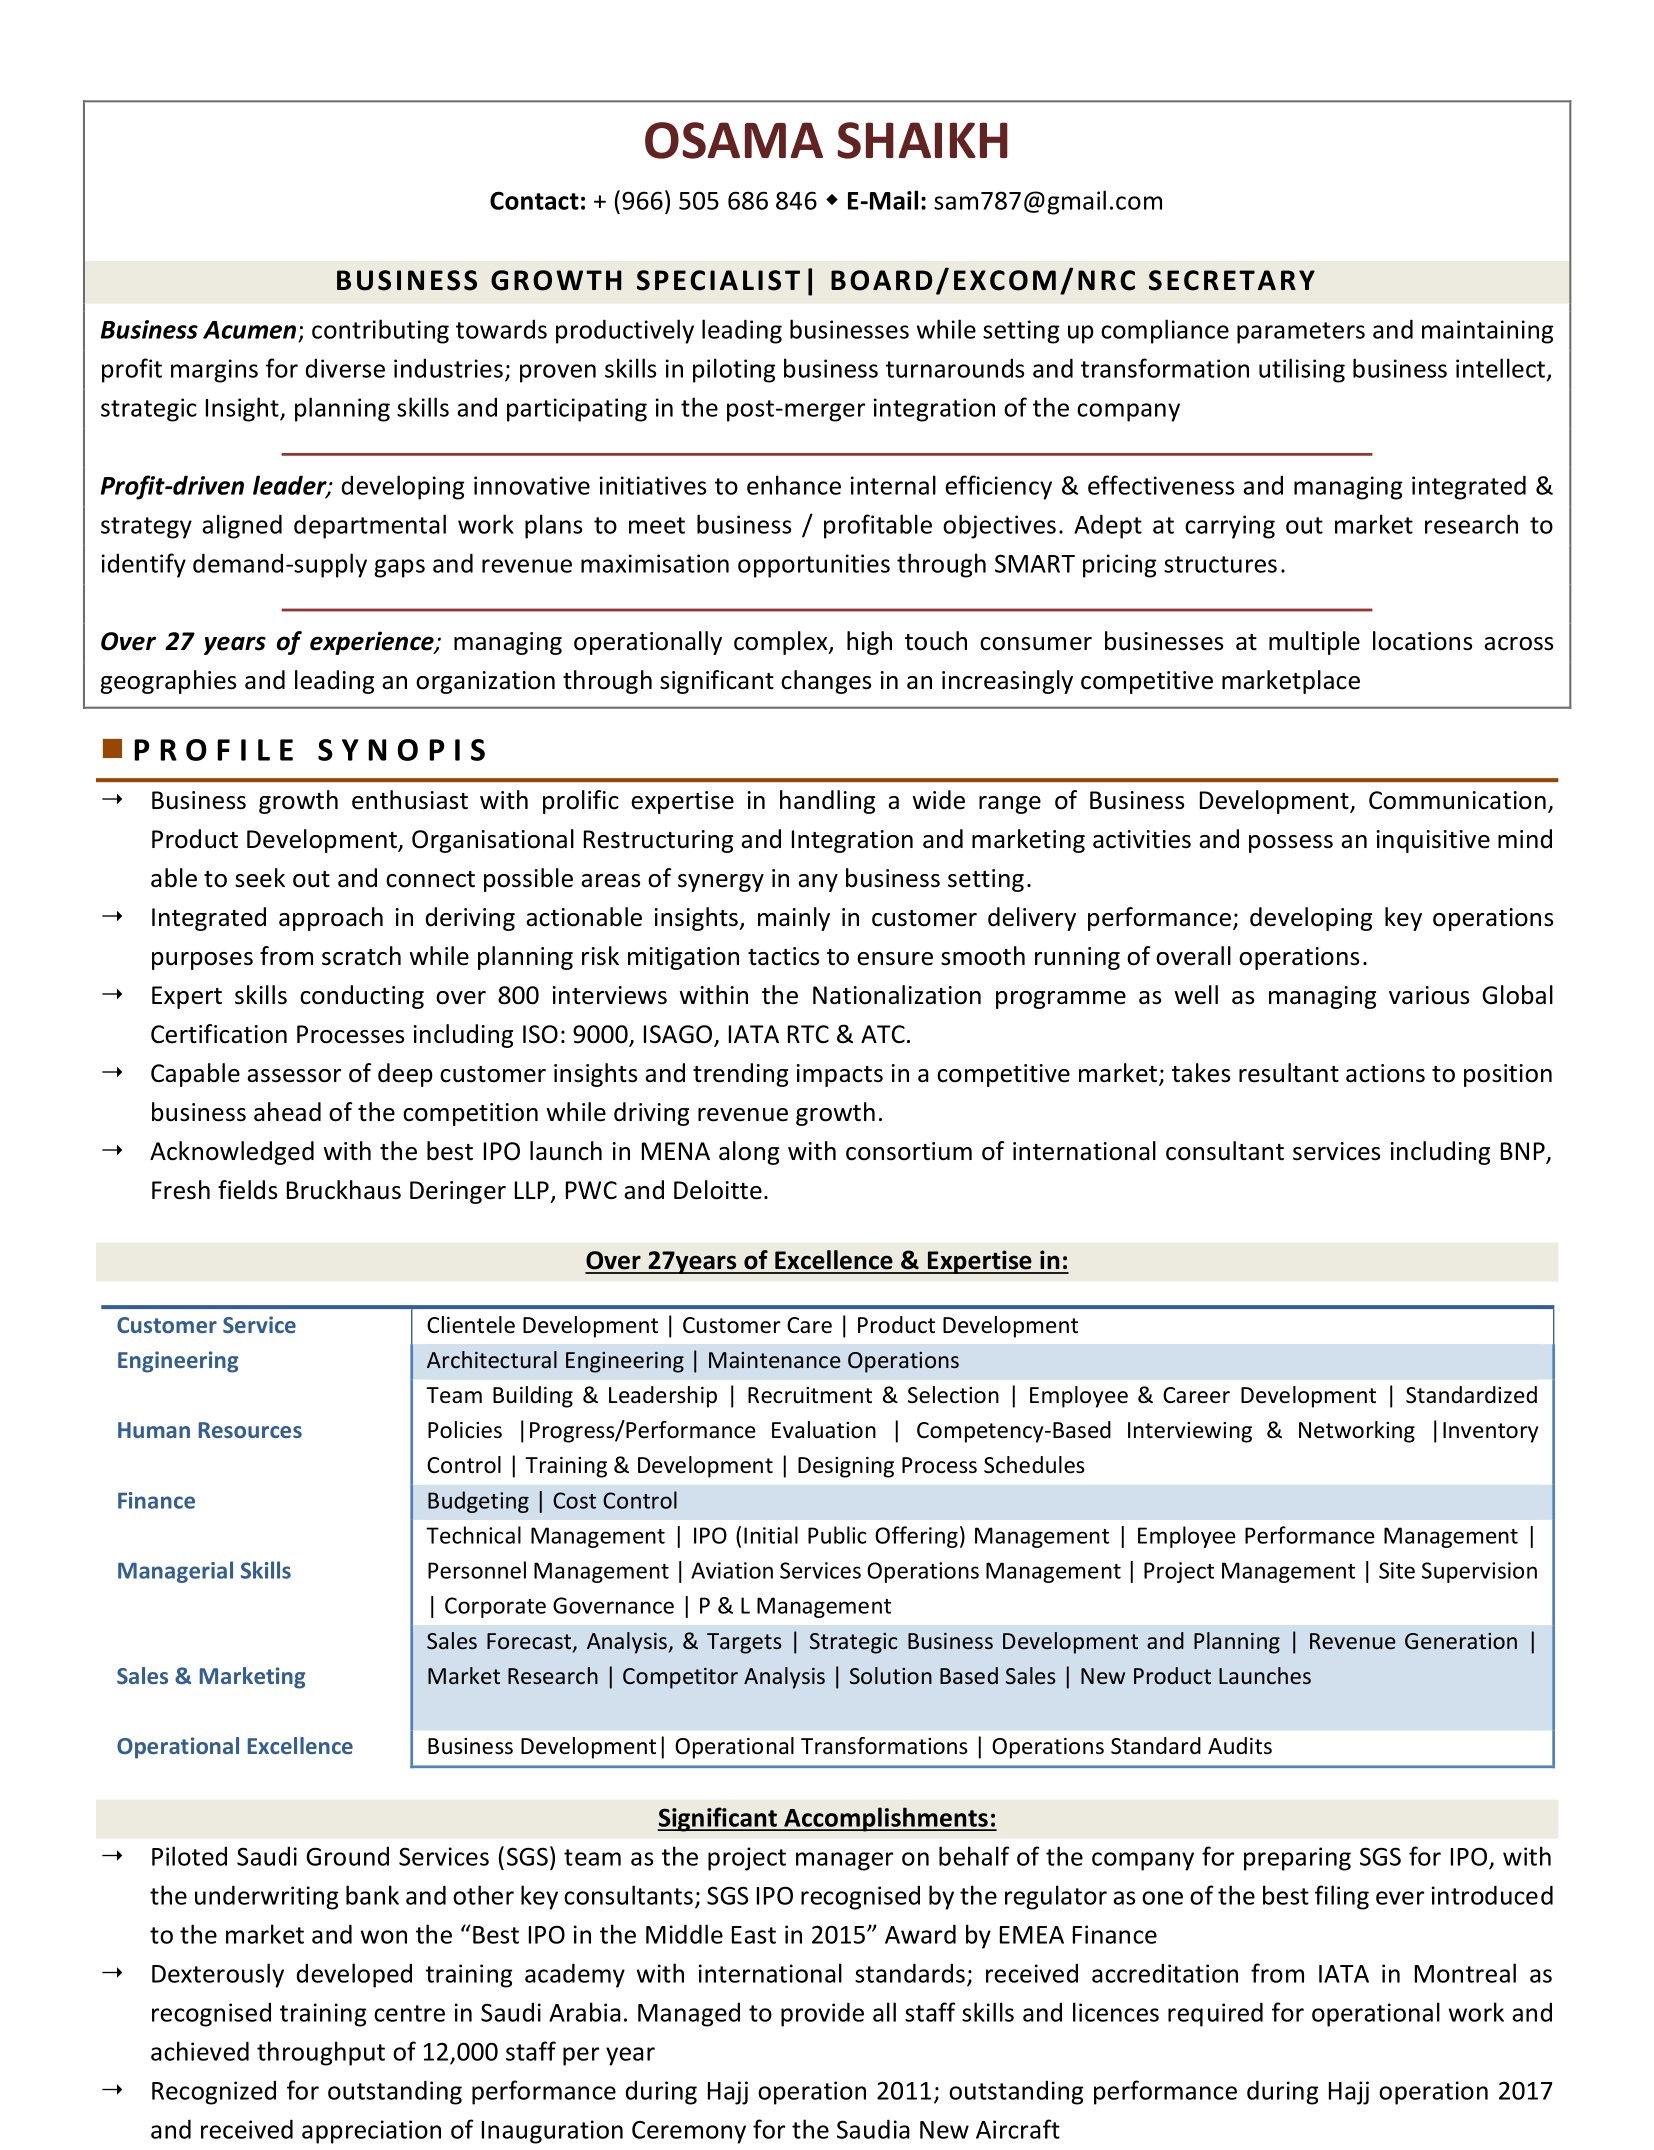 OSAMA SHAIKH
Contact: + (966) 505 686 846 ◆ E-Mail: sam787@gmail.com
BUSINESS GROWTH SPECIALIST| BOARD/EXCOM/NRC SECRETARY
Business Acumen; contributing towards productively leading businesses while setting up compliance parameters and maintaining
profit margins for diverse industries; proven skills in piloting business turnarounds and transformation utilising business intellect,
strategic Insight, planning skills and participating in the post-merger integration of the company
Profit-driven leader; developing innovative initiatives to enhance internal efficiency & effectiveness and managing integrated &
strategy aligned departmental work plans to meet business / profitable objectives. Adept at carrying out market research to
identify demand-supply gaps and revenue maximisation opportunities through SMART pricing structures.
Over 27 years of experience; managing operationally complex, high touch consumer businesses at multiple locations across
geographies and leading an organization through significant changes in an increasingly competitive marketplace
PROFILE SYNOPIS
→ Business growth enthusiast with prolific expertise in handling a wide range of Business Development, Communication,
Product Development, Organisational Restructuring and Integration and marketing activities and possess an inquisitive mind
able to seek out and connect possible areas of synergy in any business setting.
→ Integrated approach in deriving actionable insights, mainly in customer delivery performance; developing key operations
purposes from scratch while planning risk mitigation tactics to ensure smooth running of overall operations.
→ Expert skills conducting over 800 interviews within the Nationalization programme as well as managing various Global
Certification Processes including ISO: 9000, ISAGO, IATA RTC & ATC.
→ Capable assessor of deep customer insights and trending impacts in a competitive market; takes resultant actions to position
business ahead of the competition while driving revenue growth.
→ Acknowledged with the best IPO launch in MENA along with consortium of international consultant services including BNP,
Fresh fields Bruckhaus Deringer LLP, PWC and Deloitte.
Over 27years of Excellence & Expertise in:
Customer Service Clientele Development | Customer Care | Product Development
Engineering Architectural Engineering | Maintenance Operations
Team Building & Leadership | Recruitment & Selection | Employee & Career Development | Standardized
Human Resources Policies |Progress/Performance Evaluation | Competency-Based Interviewing & Networking |Inventory
Control | Training & Development | Designing Process Schedules
Finance Budgeting | Cost Control
Technical Management | IPO (Initial Public Offering) Management | Employee Performance Management |
Managerial Skills Personnel Management | Aviation Services Operations Management | Project Management | Site Supervision
| Corporate Governance | P & L Management
Sales Forecast, Analysis, & Targets | Strategic Business Development and Planning | Revenue Generation |
Sales & Marketing Market Research | Competitor Analysis | Solution Based Sales | New Product Launches
Operational Excellence Business Development| Operational Transformations | Operations Standard Audits
Significant Accomplishments:
→ Piloted Saudi Ground Services (SGS) team as the project manager on behalf of the company for preparing SGS for IPO, with
the underwriting bank and other key consultants; SGS IPO recognised by the regulator as one of the best filing ever introduced
to the market and won the “Best IPO in the Middle East in 2015” Award by EMEA Finance
→ Dexterously developed training academy with international standards; received accreditation from IATA in Montreal as
recognised training centre in Saudi Arabia. Managed to provide all staff skills and licences required for operational work and
achieved throughput of 12,000 staff per year
→ Recognized for outstanding performance during Hajj operation 2011; outstanding performance during Hajj operation 2017
and received appreciation of Inauguration Ceremony for the Saudia New Aircraft